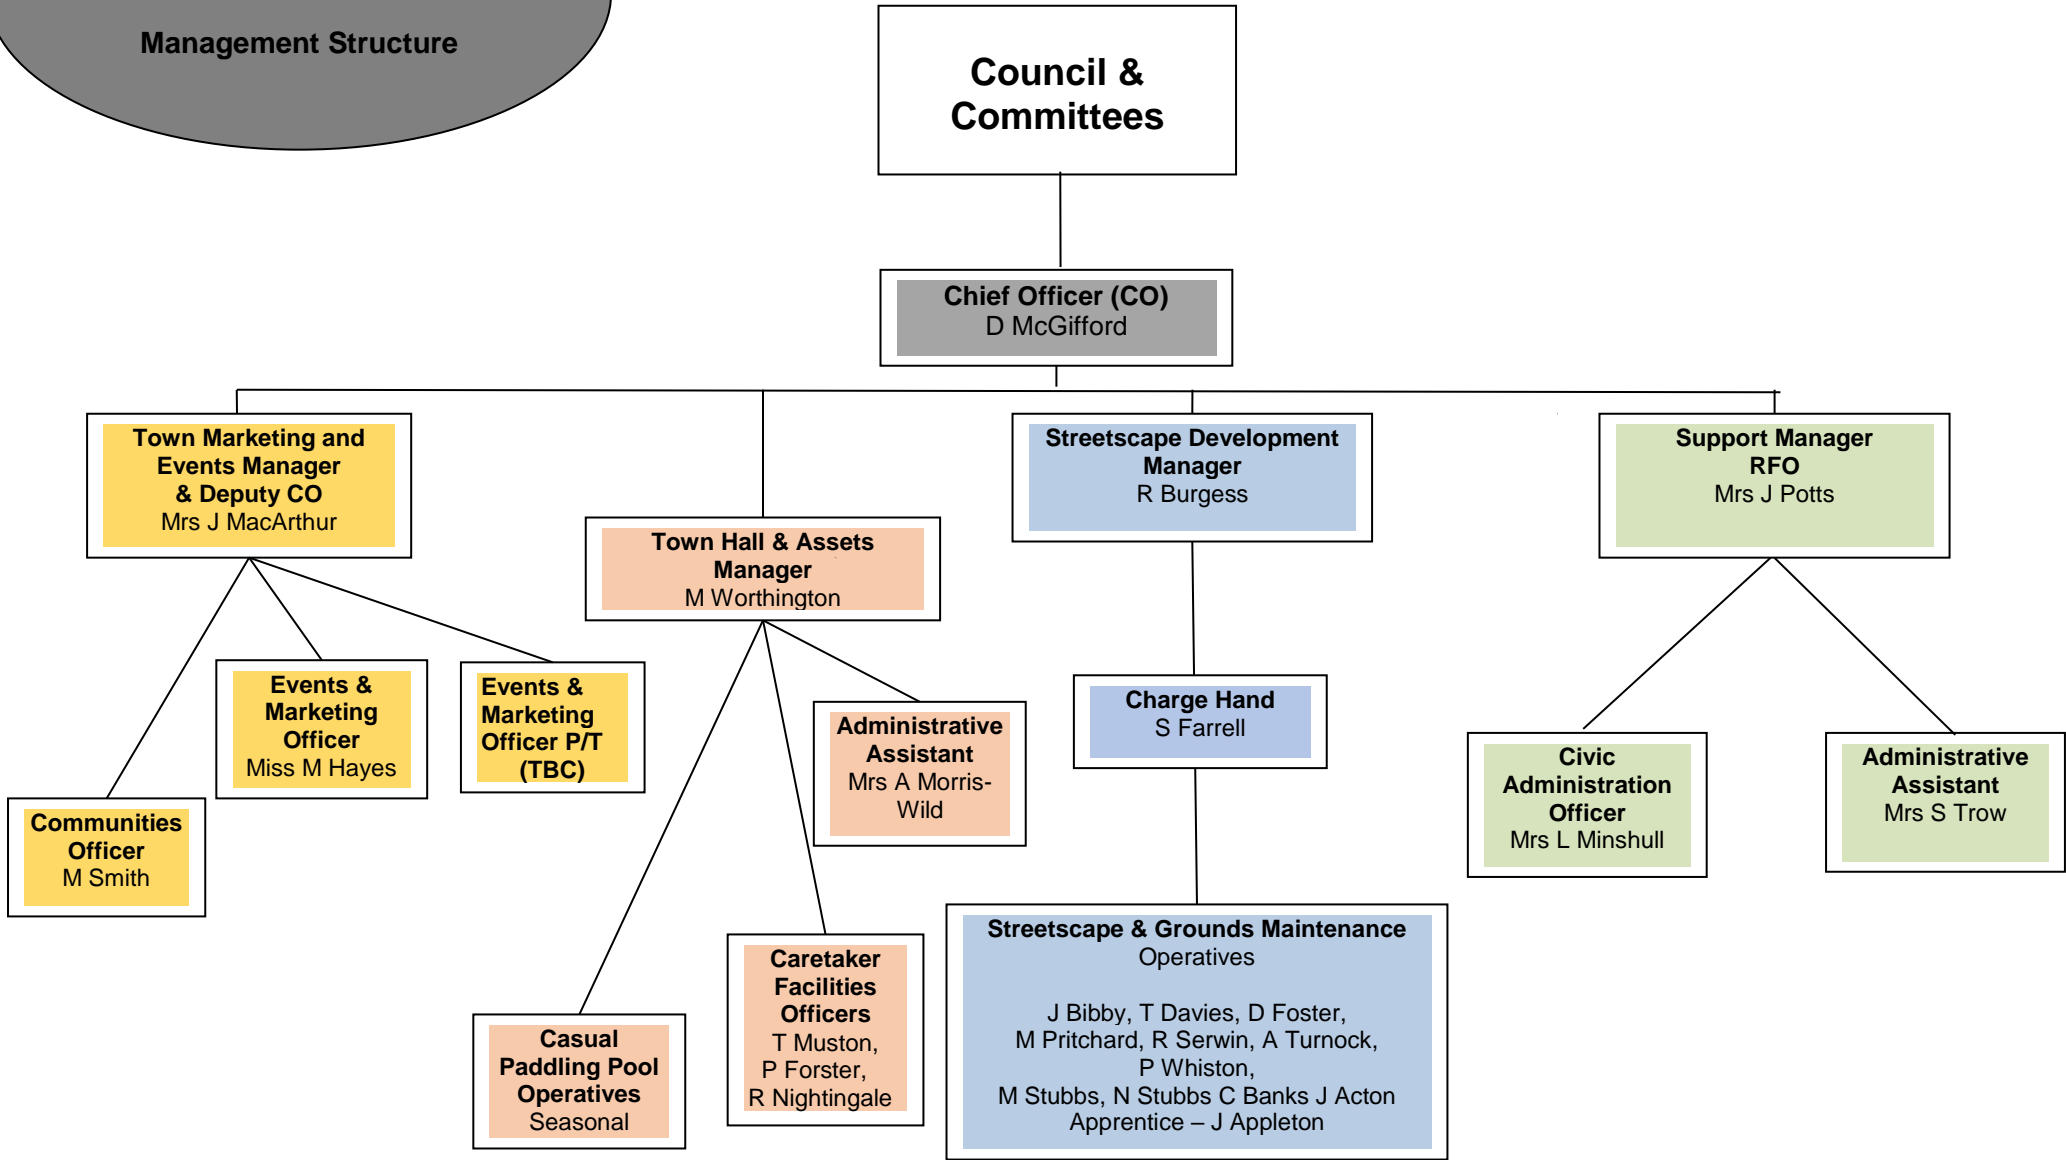 Management Structure
Council &
Committees
Chief Officer (CO)
D McGifford
Town Marketing and
Events Manager
& Deputy CO
Mrs J MacArthur
Town Hall & Assets
Manager
M Worthington
Streetscape Development
Manager
R Burgess
Support Manager
RFO
Mrs J Potts
Communities
Officer
M Smith
Events &
Marketing
Officer
Miss M Hayes
Events &
Marketing
Officer P/T
(TBC)
Casual
Paddling Pool
Operatives
Seasonal
Caretaker
Facilities
Officers
T Muston,
P Forster,
R Nightingale
Administrative
Assistant
Mrs A Morris-
Wild
Charge Hand
S Farrell
Streetscape & Grounds Maintenance
Operatives
J Bibby, T Davies, D Foster,
M Pritchard, R Serwin, A Turnock,
P Whiston,
M Stubbs, N Stubbs C Banks J Acton
Apprentice – J Appleton
Civic
Administration
Officer
Mrs L Minshull
Administrative
Assistant
Mrs S Trow